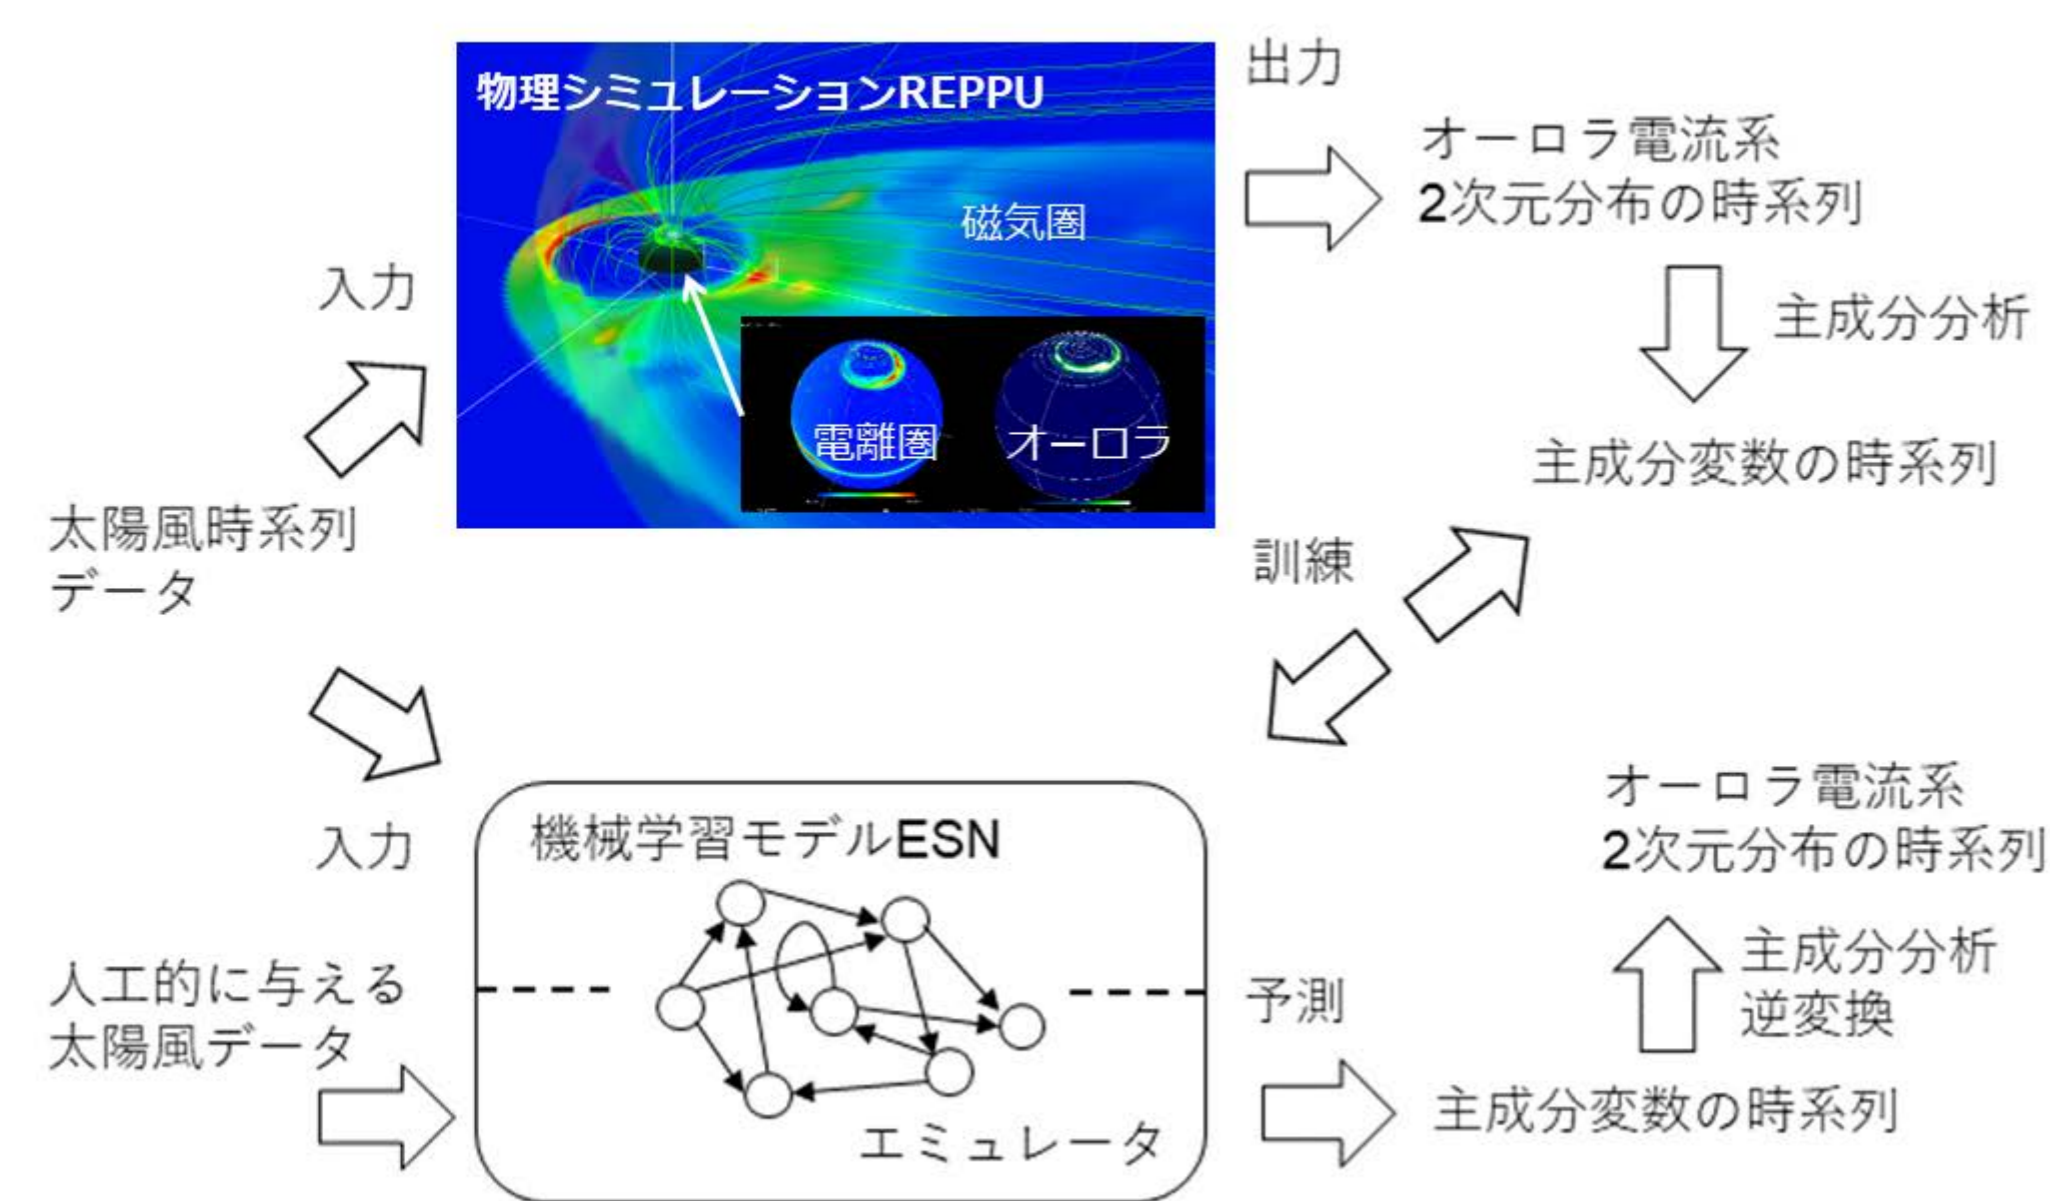 物理シミュレーションREPPU
磁気圏
電離圏
オーロラ
出力
オーロラ電流系
2次元分布の時系列
主成分分析
主成分変数の時系列
入力
太陽風時系列
データ
訓練
入力
機械学習モデルESN
エミュレータ
人工的に与える
太陽風データ
予測
オーロラ電流系
2次元分布の時系列
主成分分析
逆変換
主成分変数の時系列